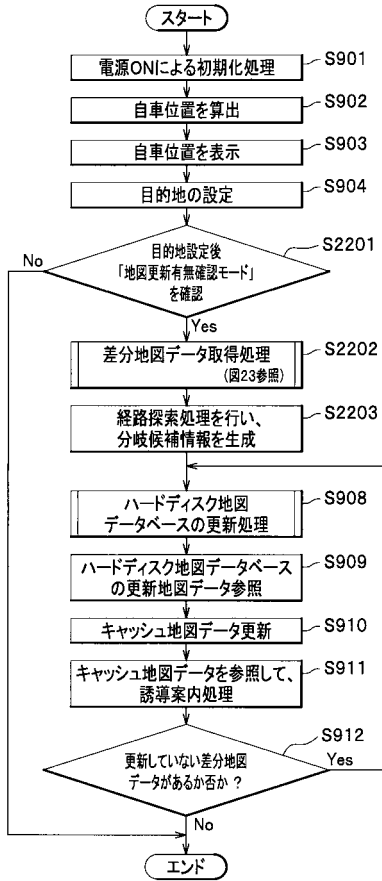 スタート
電源ONによる初期化処理
S901
自車位置を算出
S902
自車位置を表示
S903
目的地の設定
S904
目的地設定後
「地図更新有無確認モード」
を確認
S2201
No
Yes
差分地図データ取得処理
(図23参照)
S2202
経路探索処理を行い、
分岐候補情報を生成
S2203
ハードディスク地図
データベースの更新処理
S908
ハードディスク地図データベース
の更新地図データ参照
S909
キャッシュ地図データ更新
S910
キャッシュ地図データを参照して、
誘導案内処理
S911
更新していない差分地図
データがあるか否か?
S912
Yes
No
エンド